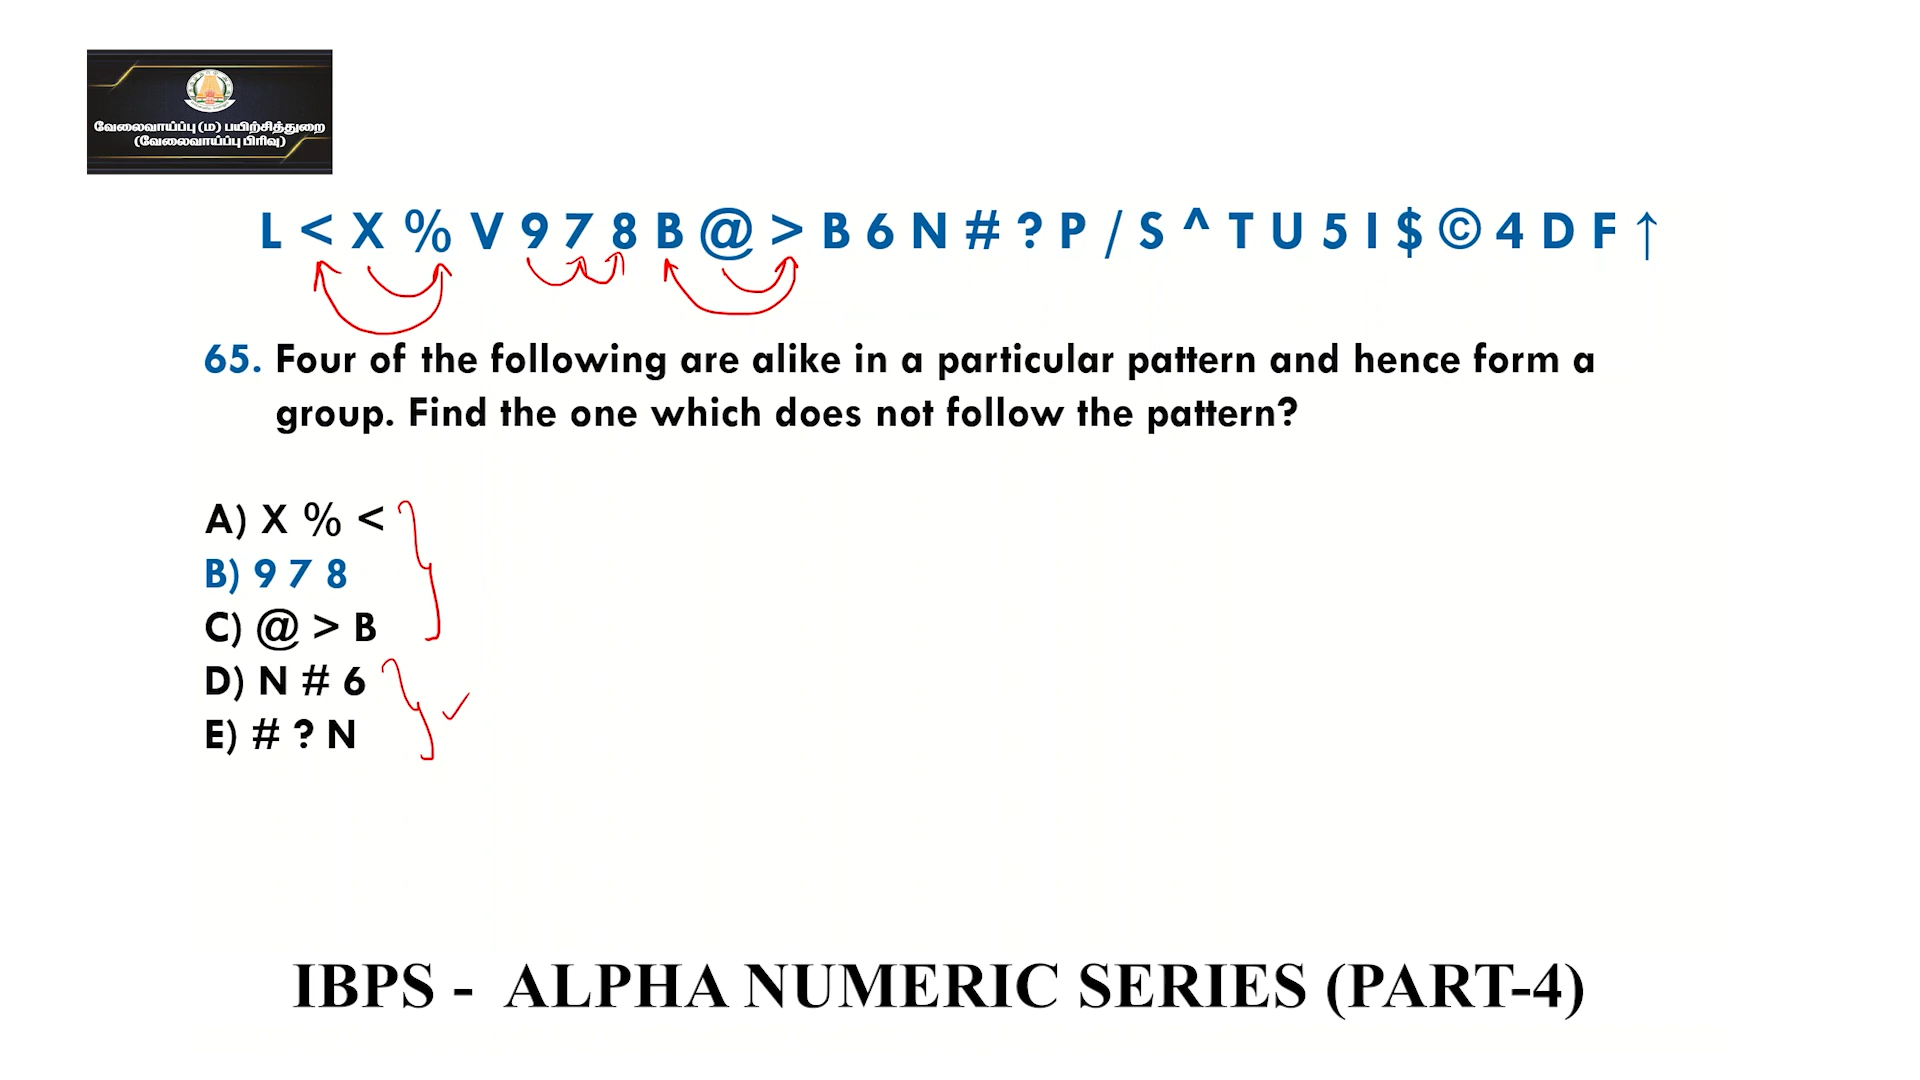 வேலைவாய்ப்பு (ம) பயிற்சித்துறை
(வேலைவாய்ப்பு பிரிவு)
L < X % V 9 7 8 B @ > B 6 N # ? P / S ^ T U 5 I $ © 4 D F ↑
65. Four of the following are alike in a particular pattern and hence form a
group. Find the one which does not follow the pattern?
A) X % <
B) 9 7 8
C) @ > B
D) N # 6
E) # ? N
IBPS - ALPHA NUMERIC SERIES (PART-4)